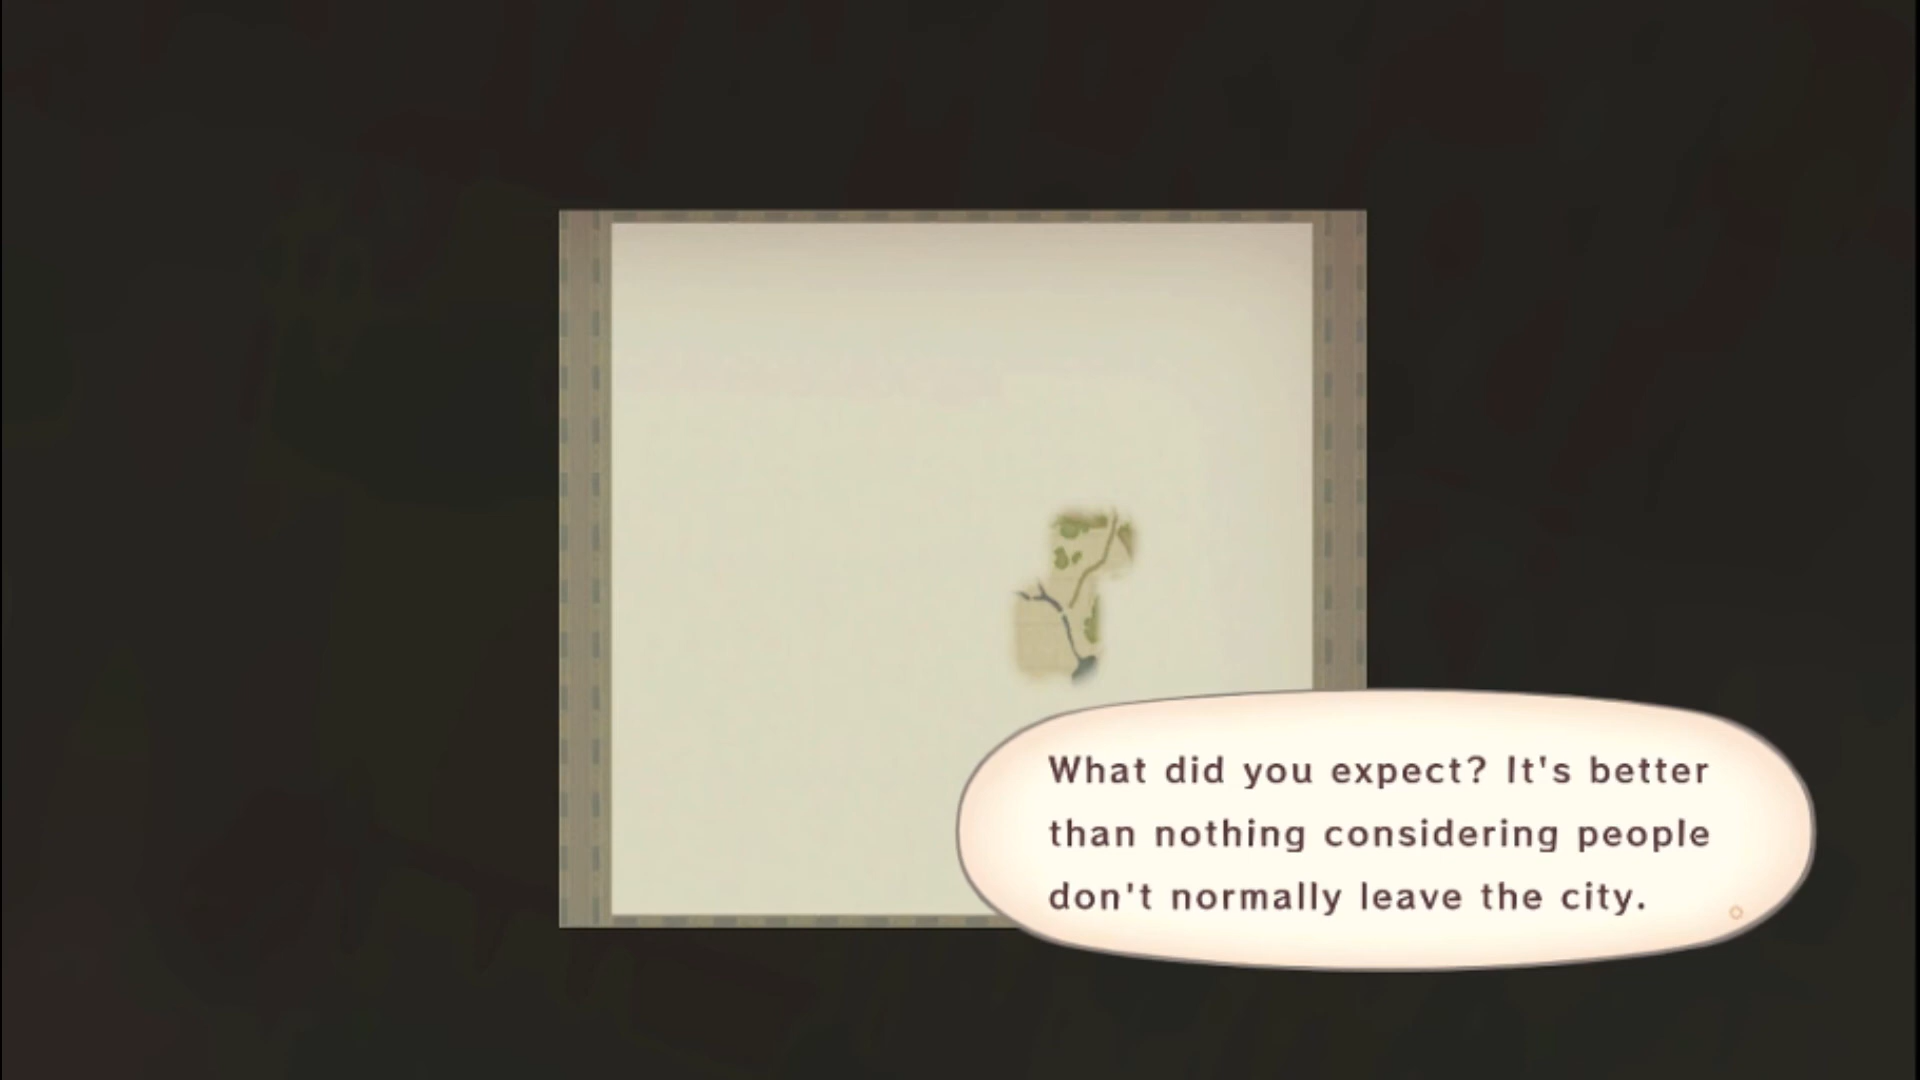 What did you expect? It's better
than nothing considering people
don't normally leave the city.